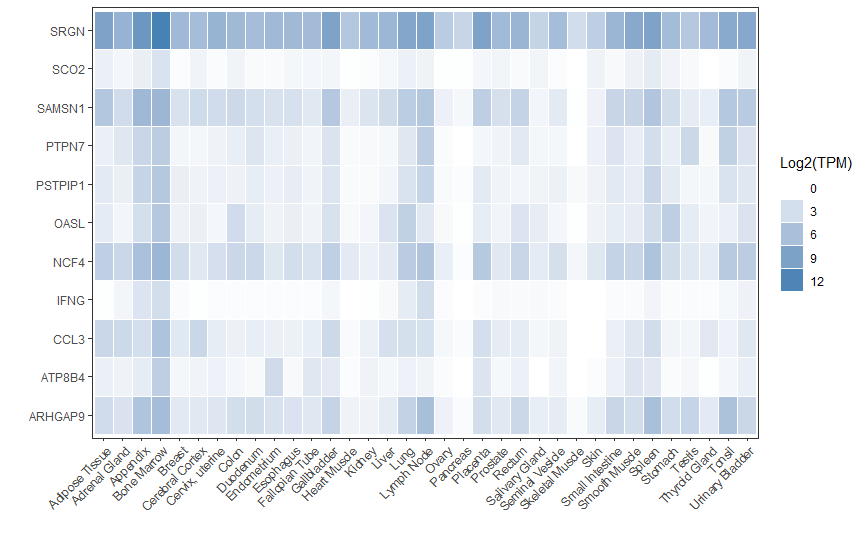 SRGN
SCO2
SAMSN1
PTPN7
PSTPIP1
OASL
NCF4
IFNG
CCL3
ATP8B4
ARHGAP9
Adipose Tissue
Adrenal Gland
Appendix
Bone Marrow
Breast
Cerebral Cortex
Cervix, uterine
Colon
Duodenum
Endometrium
Esophagus
Fallopian Tube
Gallbladder
Heart Muscle
Kidney
Liver
Lung
Lymph Node
Ovary
Pancreas
Placenta
Prostate
Rectum
Salivary Gland
Seminal Vesicle
Skeletal Muscle
Skin
Small Intestine
Smooth Muscle
Spleen
Stomach
Testis
Thyroid Gland
Tonsil
Urinary Bladder
Log2(TPM)
0
3
6
9
12